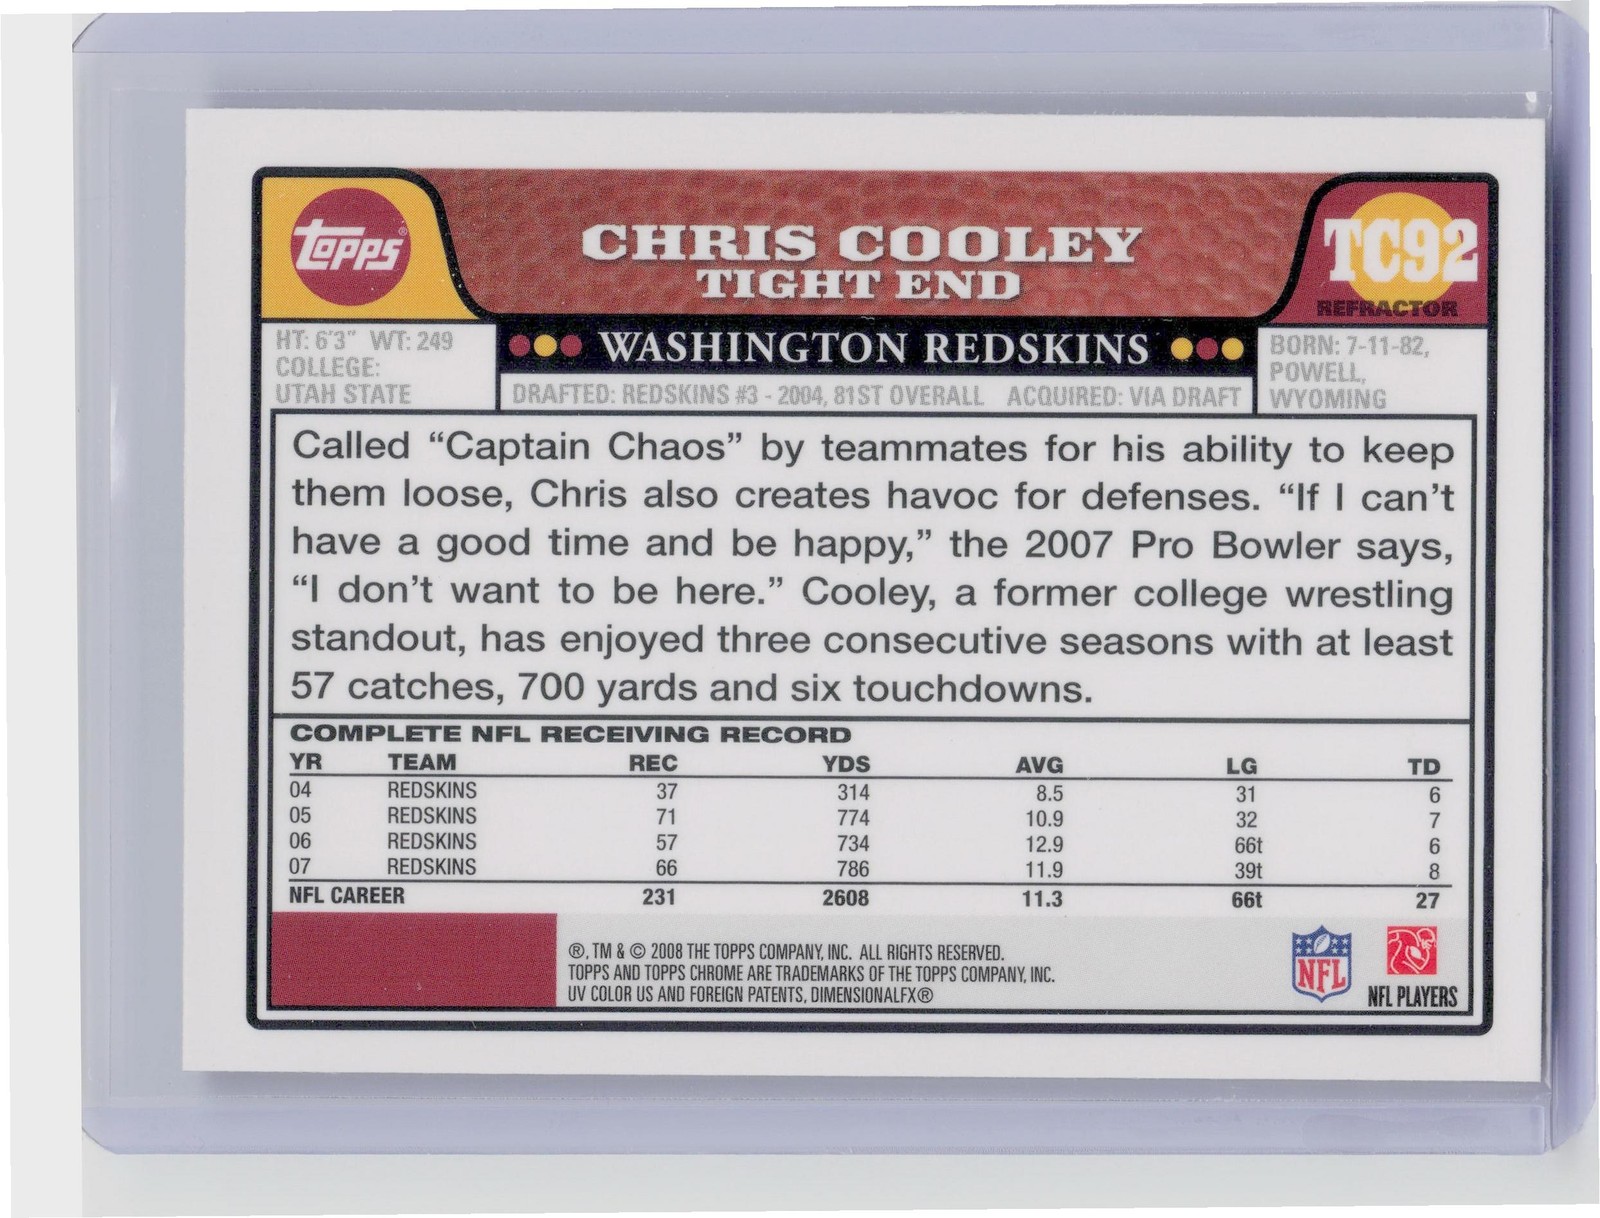 topps®
CHRIS COOLEY
TIGHT END
TC92
REFRACTOR
HT: 6'3" WT: 249
COLLEGE:
UTAH STATE
WASHINGTON REDSKINS
DRAFTED: REDSKINS #3 - 2004, 81ST OVERALL ACQUIRED: VIA DRAFT
BORN: 7-11-82,
POWELL,
WYOMING
Called “Captain Chaos” by teammates for his ability to keep
them loose, Chris also creates havoc for defenses. “If I can’t
have a good time and be happy,” the 2007 Pro Bowler says,
“I don’t want to be here.” Cooley, a former college wrestling
standout, has enjoyed three consecutive seasons with at least
57 catches, 700 yards and six touchdowns.
COMPLETE NFL RECEIVING RECORD
YR TEAM REC YDS AVG LG TD
04 REDSKINS 37 314 8.5 31 6
05 REDSKINS 71 774 10.9 32 7
06 REDSKINS 57 734 12.9 66t 6
07 REDSKINS 66 786 11.9 39t 8
NFL CAREER 231 2608 11.3 66t 27
®, TM & © 2008 THE TOPPS COMPANY, INC. ALL RIGHTS RESERVED.
TOPPS AND TOPPS CHROME ARE TRADEMARKS OF THE TOPPS COMPANY, INC.
UV COLOR US AND FOREIGN PATENTS, DIMENSIONALFX®
NFL
NFL PLAYERS